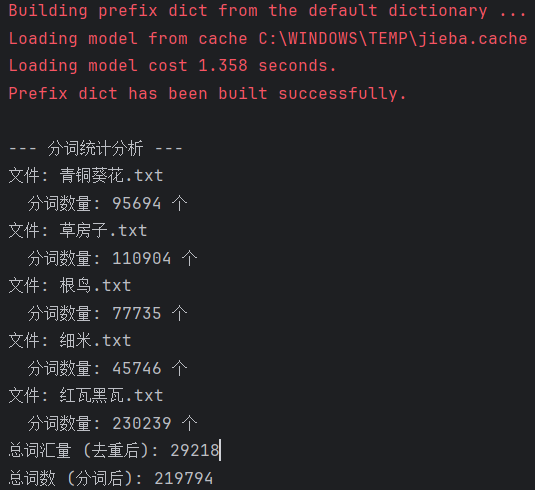 Building prefix dict from the default dictionary ...
Loading model from cache C:\WINDOWS\TEMP\jieba.cache
Loading model cost 1.358 seconds.
Prefix dict has been built successfully.
--- 分词统计分析 ---
文件: 青铜葵花.txt
分词数量: 95694 个
文件: 草房子.txt
分词数量: 110904 个
文件: 根鸟.txt
分词数量: 77735 个
文件: 细米.txt
分词数量: 45746 个
文件: 红瓦黑瓦.txt
分词数量: 230239 个
总词汇量 (去重后): 29218
总词数 (分词后): 219794